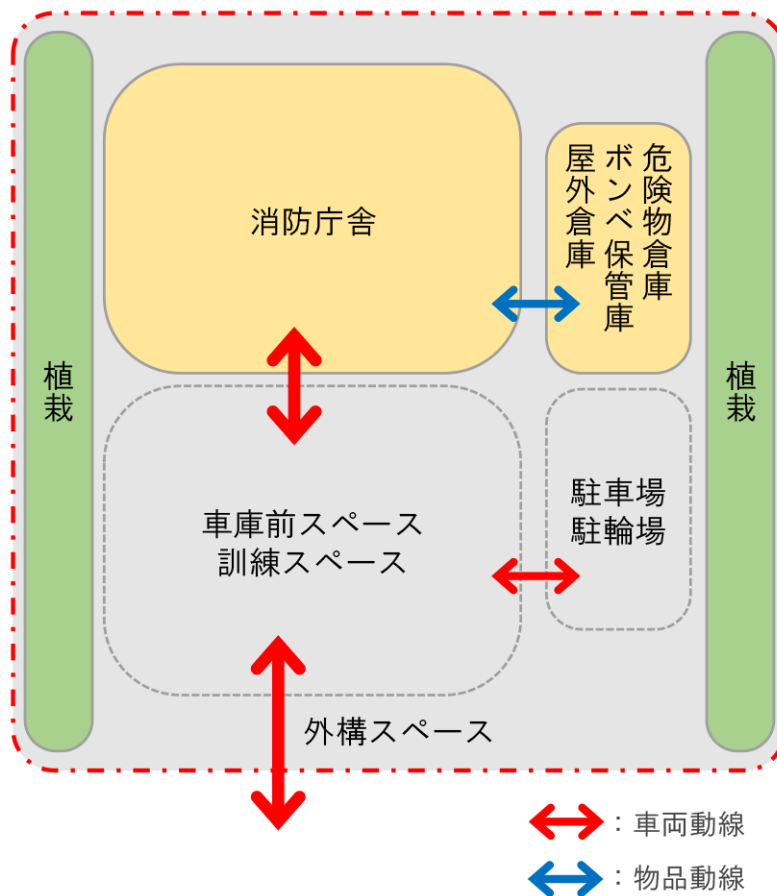 消防庁舎
危険物倉庫
ボンベ保管庫
屋外倉庫
植栽
植栽
車庫前スペース
訓練スペース
駐車場
駐輪場
外構スペース
：車両動線
：物品動線